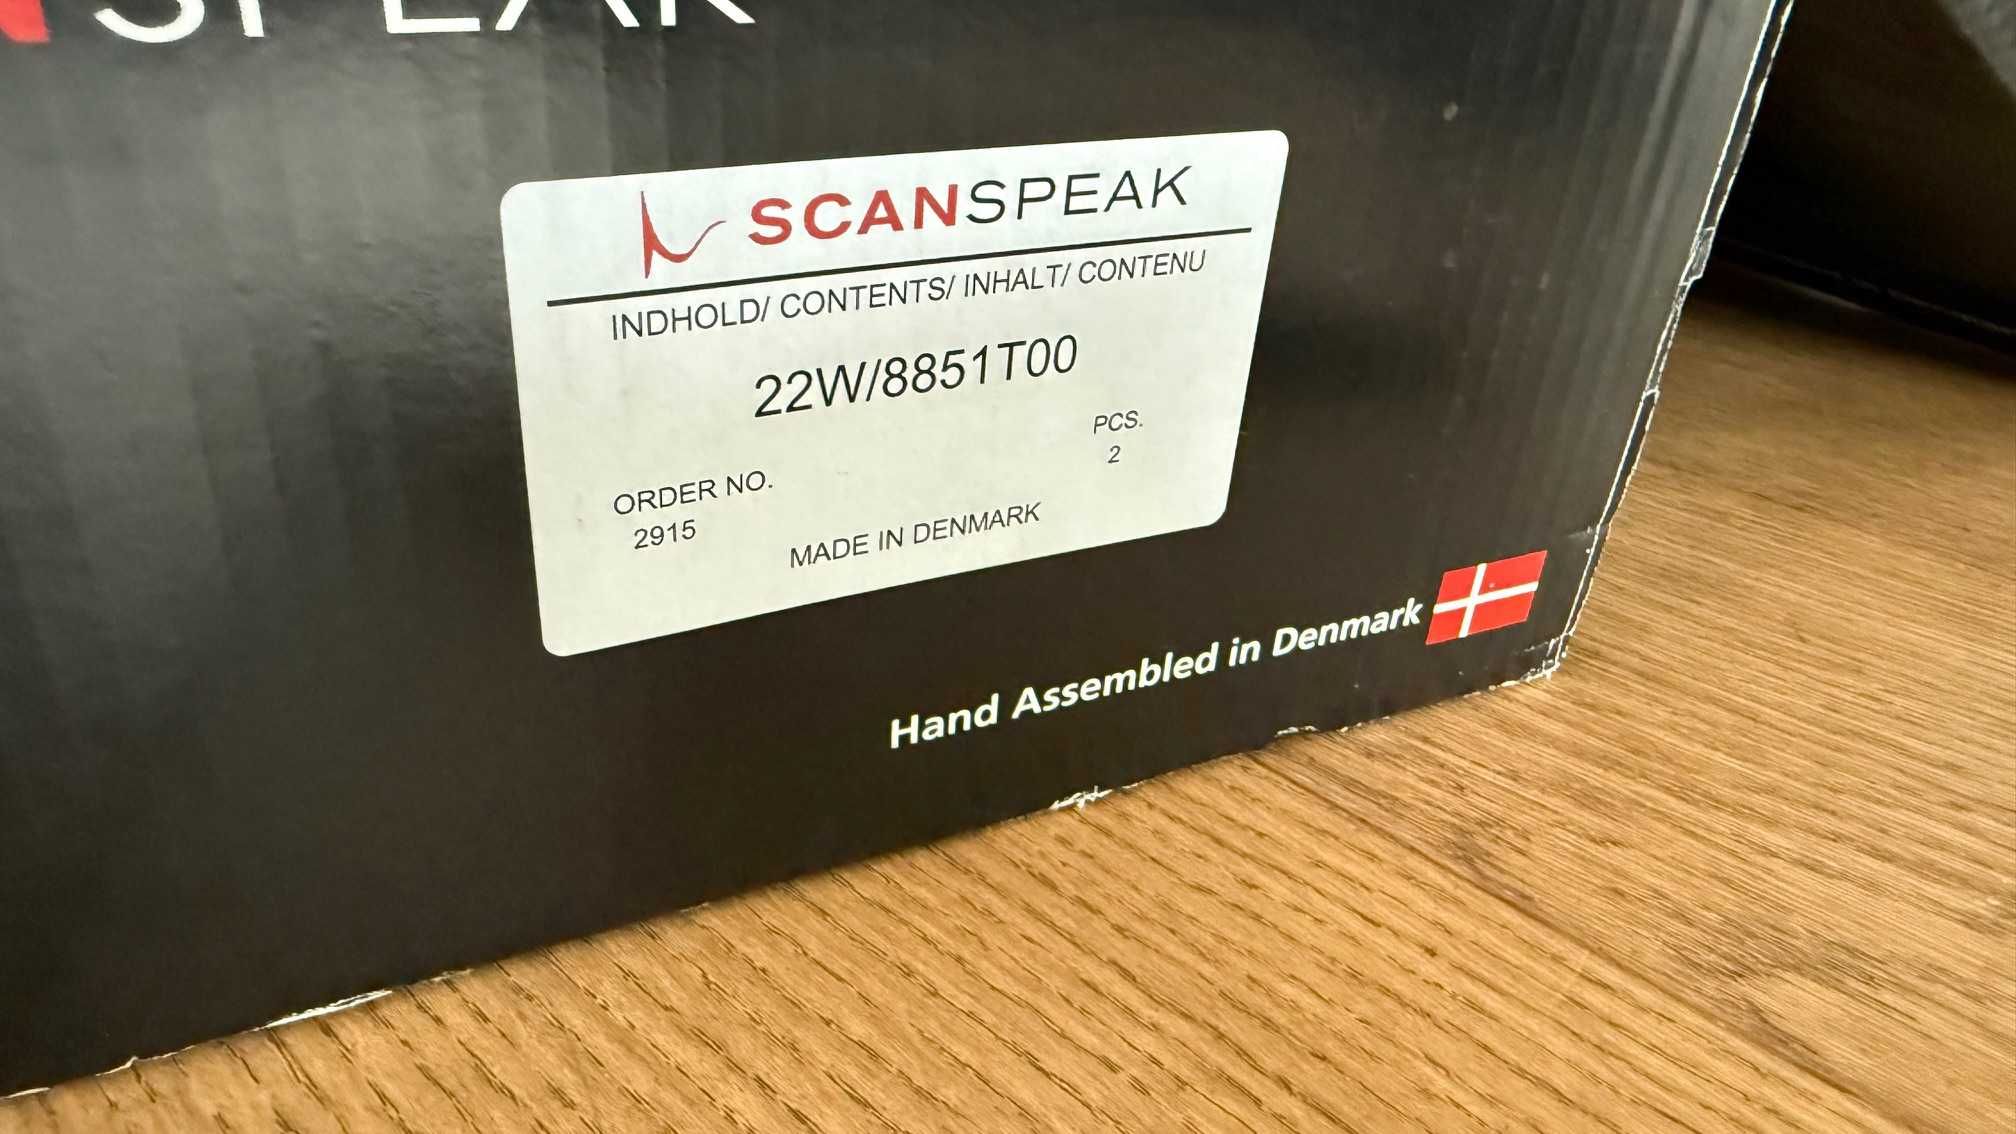 SPEAK
SCANSPEAK
INDHOLD/ CONTENTS/ INHALT/ CONTENU
22W/8851T00
PCS.
2
ORDER NO.
2915
MADE IN DENMARK
Hand Assembled in Denmark